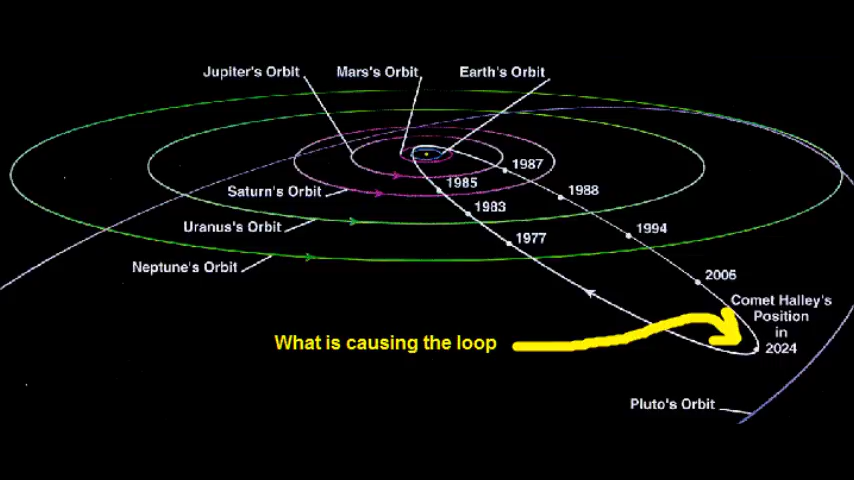 Jupiter's Orbit
Mars's Orbit
Earth's Orbit
1987
1985
1988
Saturn's Orbit
1983
Uranus's Orbit
1994
1977
Neptune's Orbit
2005
Comet Halley's
Position
in
2024
What is causing the loop
Pluto's Orbit